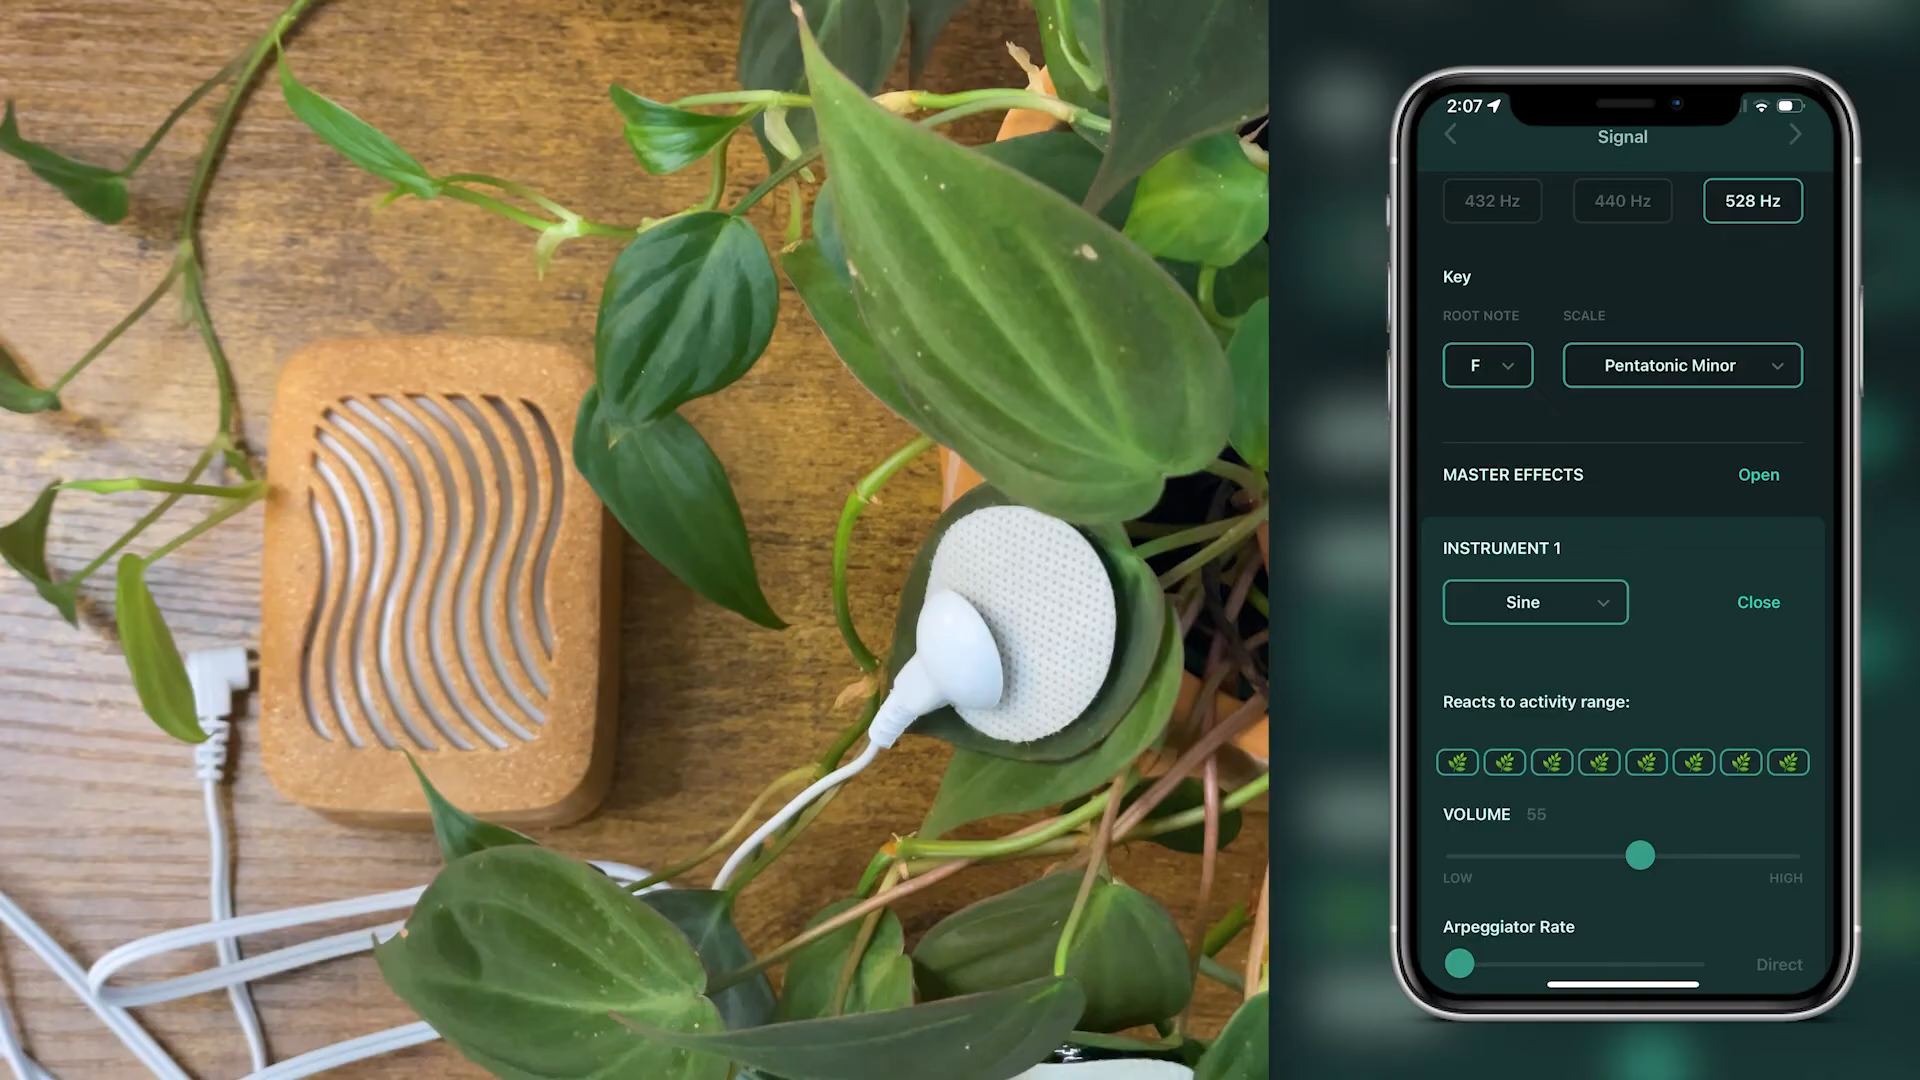 2:07
Signal
432 Hz 440 Hz 528 Hz
Key
ROOT NOTE SCALE
F Pentatonic Minor
MASTER EFFECTS Open
INSTRUMENT 1
Sine Close
Reacts to activity range:
VOLUME 55
LOW HIGH
Arpeggiator Rate
Direct